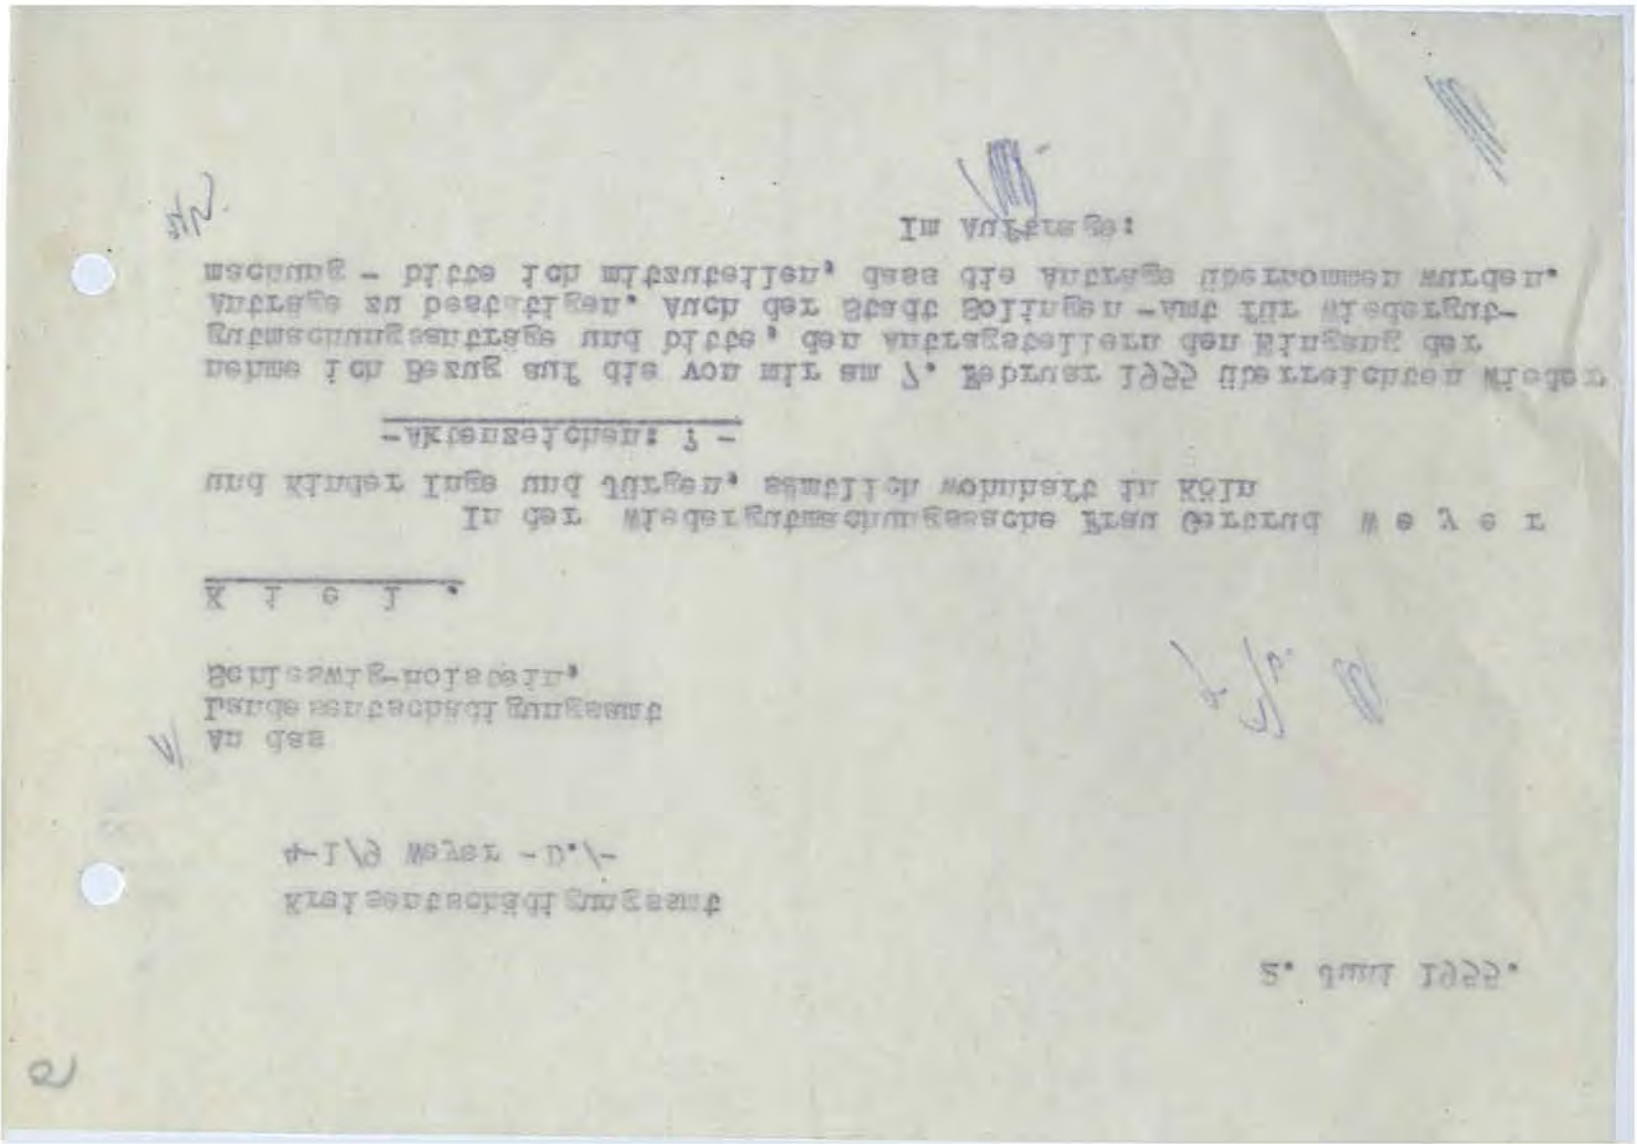 2. Juni 1955.
Kreisentschädigungsamt
4-1/9 Weyer -D./-
An das
Landesentschädigungsamt
Schleswig-Holstein,
K i e l .
In der Wiedergutmachungssache Frau Gertrud W e y e r
und Kinder Inge und Jürgen, sämtlich wohnhaft in Köln
-Aktenzeichen: ? -
nehme ich Bezug auf die von mir am 7. Februar 1955 überreichten Wieder
gutmachungsanträge und bitte, den Antragstellern den Eingang der
Anträge zu bestätigen. Auch der Stadt Solingen -Amt für Wiedergut-
machung - bitte ich mitzuteilen, dass die Anträge übernommen wurden.
Im Auftrage: